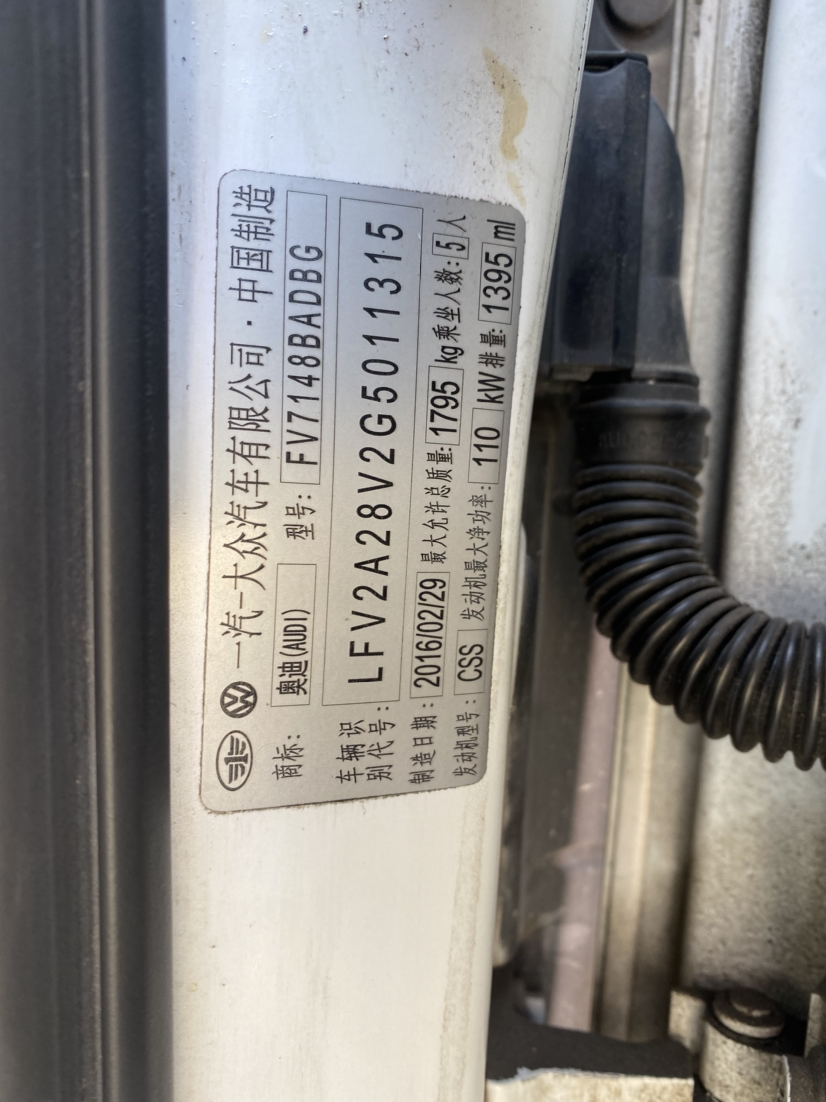 一汽-大众汽车有限公司·中国制造
商标: 奥迪(AUDI) 型号: FV7148BADBG
车辆识别代号: LFV2A28V2G5011315
制造日期: 2016/02/29 最大允许总质量: 1795 kg 乘坐人数: 5 人
发动机型号: CSS 发动机最大净功率: 110 kW 排量: 1395 ml